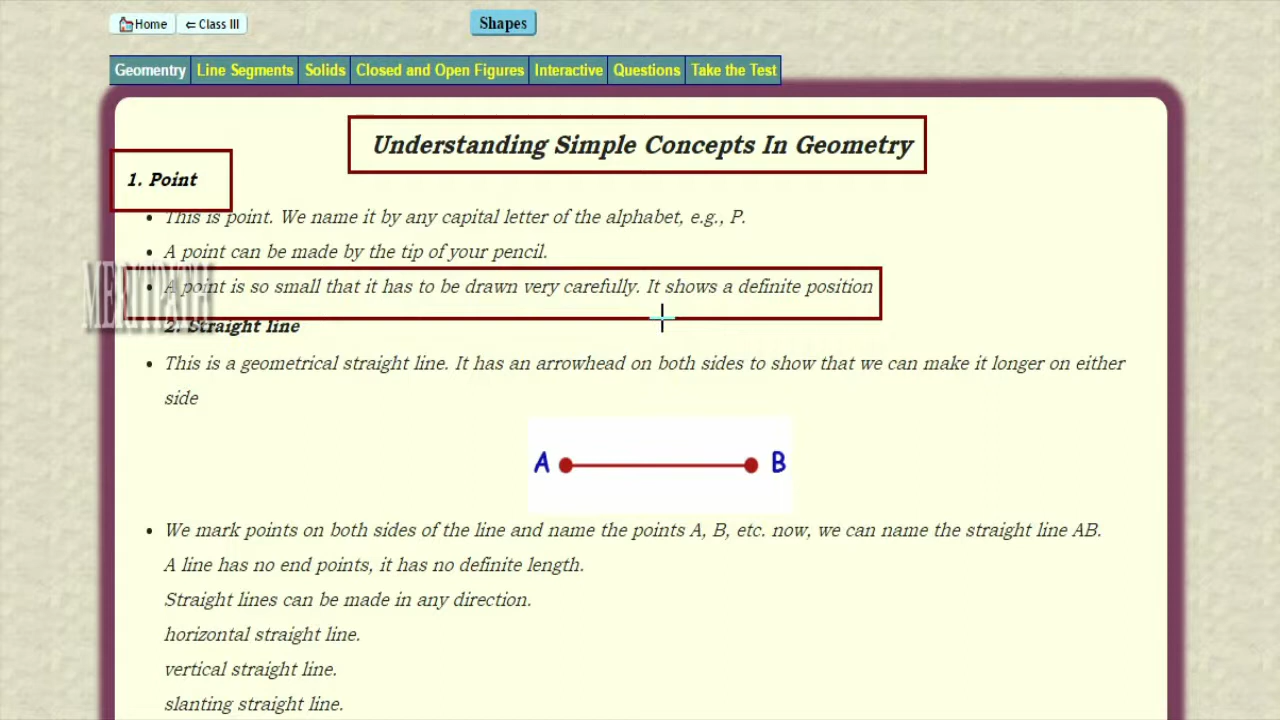 Home
⇐ Class III
Shapes
Geomentry Line Segments Solids Closed and Open Figures Interactive Questions Take the Test
Understanding Simple Concepts In Geometry
1. Point
• This is point. We name it by any capital letter of the alphabet, e.g., P.
• A point can be made by the tip of your pencil.
• A point is so small that it has to be drawn very carefully. It shows a definite position
MERITPATH
2. Straight line
• This is a geometrical straight line. It has an arrowhead on both sides to show that we can make it longer on either
side
A B
• We mark points on both sides of the line and name the points A, B, etc. now, we can name the straight line AB.
A line has no end points, it has no definite length.
Straight lines can be made in any direction.
horizontal straight line.
vertical straight line.
slanting straight line.